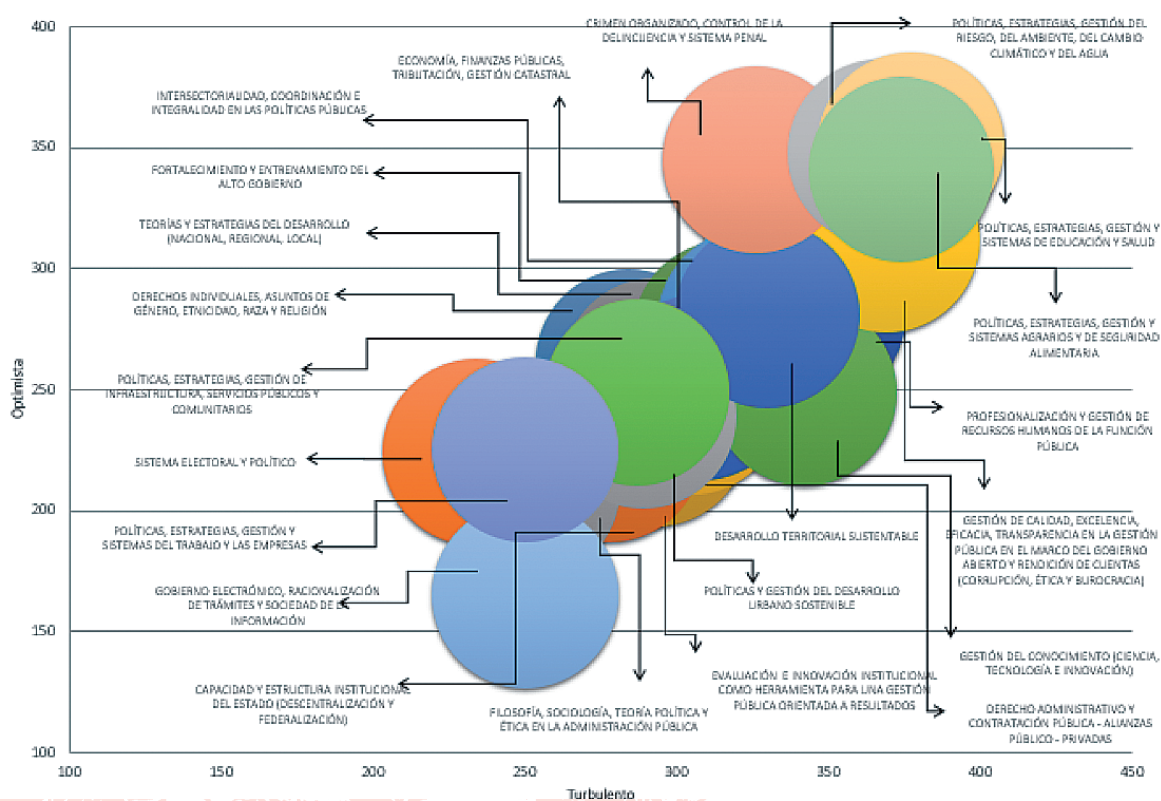 400
350
300
250
200
150
100
Optimista
100
150
200
250
300
350
400
450
Turbulento
CRIMEN ORGANIZADO, CONTROL DE LA
DELINCUENCIA Y SISTEMA PENAL
POLÍTICAS, ESTRATEGIAS, GESTIÓN DEL
RIESGO, DEL AMBIENTE, DEL CAMBIO
CLIMÁTICO Y DEL AGUA
ECONOMÍA, FINANZAS PÚBLICAS,
TRIBUTACIÓN, GESTIÓN CATASTRAL
INTERSECTORIALIDAD, COORDINACIÓN E
INTEGRALIDAD EN LAS POLÍTICAS PÚBLICAS
FORTALECIMIENTO Y ENTRENAMIENTO DEL
ALTO GOBIERNO
TEORÍAS Y ESTRATEGIAS DEL DESARROLLO
(NACIONAL, REGIONAL, LOCAL)
DERECHOS INDIVIDUALES, ASUNTOS DE
GÉNERO, ETNICIDAD, RAZA Y RELIGIÓN
POLÍTICAS, ESTRATEGIAS, GESTIÓN DE
INFRAESTRUCTURA, SERVICIOS PÚBLICOS Y
COMUNITARIOS
SISTEMA ELECTORAL Y POLÍTICO
POLÍTICAS, ESTRATEGIAS, GESTIÓN Y
SISTEMAS DEL TRABAJO Y LAS EMPRESAS
GOBIERNO ELECTRÓNICO, RACIONALIZACIÓN
DE TRÁMITES Y SOCIEDAD DE LA
INFORMACIÓN
CAPACIDAD Y ESTRUCTURA INSTITUCIONAL
DEL ESTADO (DESCENTRALIZACIÓN Y
FEDERALIZACIÓN)
FILOSOFÍA, SOCIOLOGÍA, TEORÍA POLÍTICA Y
ÉTICA EN LA ADMINISTRACIÓN PÚBLICA
EVALUACIÓN E INNOVACIÓN INSTITUCIONAL
COMO HERRAMIENTA PARA UNA GESTIÓN
PÚBLICA ORIENTADA A RESULTADOS
POLÍTICAS Y GESTIÓN DEL DESARROLLO
URBANO SOSTENIBLE
DESARROLLO TERRITORIAL SUSTENTABLE
POLÍTICAS, ESTRATEGIAS, GESTIÓN Y
SISTEMAS DE EDUCACIÓN Y SALUD
POLÍTICAS, ESTRATEGIAS, GESTIÓN Y
SISTEMAS AGRARIOS Y DE SEGURIDAD
ALIMENTARIA
PROFESIONALIZACIÓN Y GESTIÓN DE
RECURSOS HUMANOS DE LA FUNCIÓN
PÚBLICA
GESTIÓN DE CALIDAD, EXCELENCIA,
EFICACIA, TRANSPARENCIA EN LA GESTIÓN
PÚBLICA EN EL MARCO DEL GOBIERNO
ABIERTO Y RENDICIÓN DE CUENTAS
(CORRUPCIÓN, ÉTICA Y BUROCRACIA)
GESTIÓN DEL CONOCIMIENTO (CIENCIA,
TECNOLOGÍA E INNOVACIÓN)
DERECHO ADMINISTRATIVO Y
CONTRATACIÓN PÚBLICA - ALIANZAS
PÚBLICO - PRIVADAS